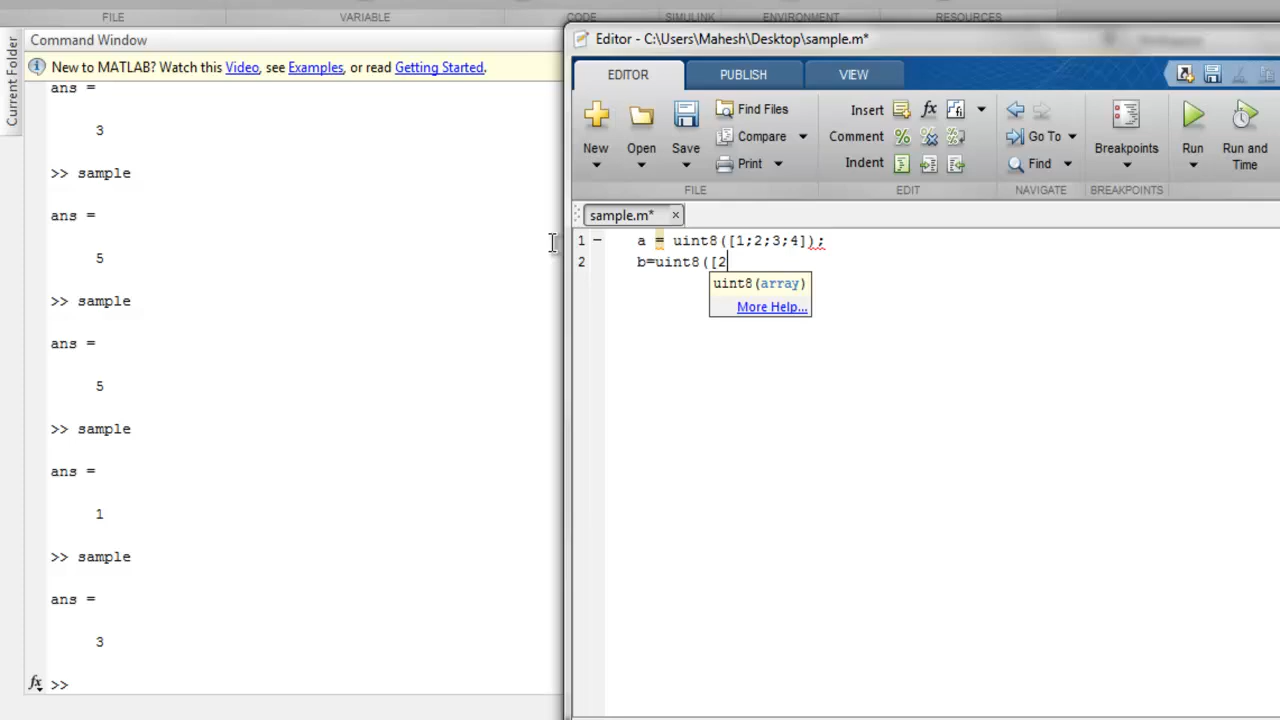 FILE
VARIABLE
CODE
SIMULINK
ENVIRONMENT
RESOURCES
Current Folder
Command Window
New to MATLAB? Watch this Video, see Examples, or read Getting Started.
ans =
3
>> sample
ans =
5
>> sample
ans =
5
>> sample
ans =
1
>> sample
ans =
3
fx >>
Editor - C:\Users\Mahesh\Desktop\sample.m*
EDITOR
PUBLISH
VIEW
New
Open
Save
Find Files
Compare
Print
FILE
Insert
fx
Comment
Indent
EDIT
Go To
Find
NAVIGATE
Breakpoints
BREAKPOINTS
Run
Run and
Time
sample.m* ×
1 – a = uint8([1;2;3;4]);
2 b=uint8([2
uint8(array)
More Help...